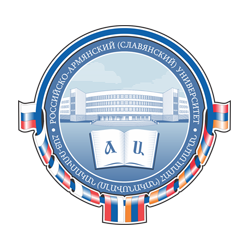 РОССИЙСКО-АРМЯНСКИЙ (СЛАВЯНСКИЙ) УНИВЕРСИТЕТ
ՀԱՅ-ՌՈՒՍԱԿԱՆ (ՍԼԱՎՈՆԱԿԱՆ) ՀԱՄԱԼՍԱՐԱՆ